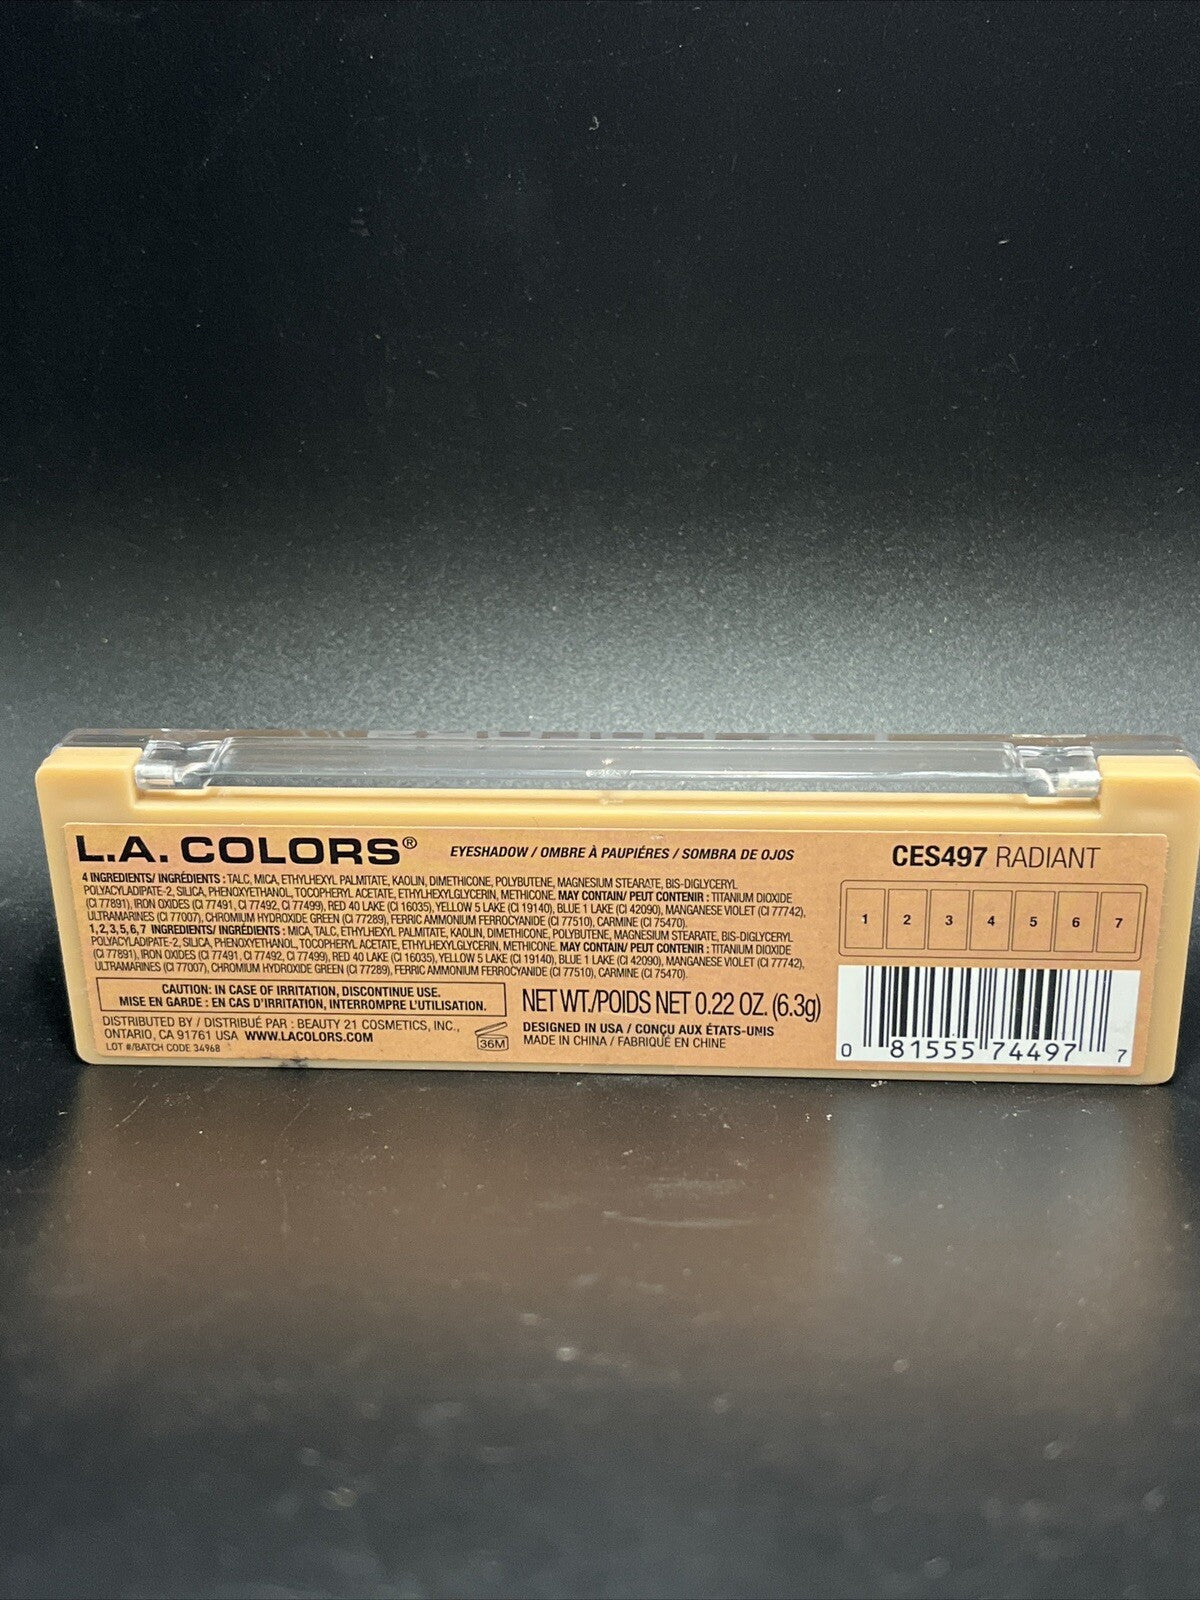 L.A. COLORS®
EYESHADOW / OMBRE À PAUPIÉRES / SOMBRA DE OJOS
4 INGREDIENTS/ INGRÉDIENTS : TALC, MICA, ETHYLHEXYL PALMITATE, KAOLIN, DIMETHICONE, POLYBUTENE, MAGNESIUM STEARATE, BIS-DIGLYCERYL
POLYACYLADIPATE-2, SILICA, PHENOXYETHANOL, TOCOPHERYL ACETATE, ETHYLHEXYLGLYCERIN, METHICONE. MAY CONTAIN/ PEUT CONTENIR : TITANIUM DIOXIDE
(CI 77891), IRON OXIDES (CI 77491, CI 77492, CI 77499), RED 40 LAKE (CI 16035), YELLOW 5 LAKE (CI 19140), BLUE 1 LAKE (CI 42090), MANGANESE VIOLET (CI 77742),
ULTRAMARINES (CI 77007), CHROMIUM HYDROXIDE GREEN (CI 77289), FERRIC AMMONIUM FERROCYANIDE (CI 77510), CARMINE (CI 75470).
1,2,3,5,6,7 INGREDIENTS/ INGRÉDIENTS : MICA, TALC, ETHYLHEXYL PALMITATE, KAOLIN, DIMETHICONE, POLYBUTENE, MAGNESIUM STEARATE, BIS-DIGLYCERYL
POLYACYLADIPATE-2, SILICA, PHENOXYETHANOL, TOCOPHERYL ACETATE, ETHYLHEXYLGLYCERIN, METHICONE. MAY CONTAIN/ PEUT CONTENIR : TITANIUM DIOXIDE
(CI 77891), IRON OXIDES (CI 77491, CI 77492, CI 77499), RED 40 LAKE (CI 16035), YELLOW 5 LAKE (CI 19140), BLUE 1 LAKE (CI 42090), MANGANESE VIOLET (CI 77742),
ULTRAMARINES (CI 77007), CHROMIUM HYDROXIDE GREEN (CI 77289), FERRIC AMMONIUM FERROCYANIDE (CI 77510), CARMINE (CI 75470).
CAUTION: IN CASE OF IRRITATION, DISCONTINUE USE.
MISE EN GARDE : EN CAS D'IRRITATION, INTERROMPRE L'UTILISATION.
DISTRIBUTED BY / DISTRIBUÉ PAR : BEAUTY 21 COSMETICS, INC.,
ONTARIO, CA 91761 USA WWW.LACOLORS.COM
LOT #/BATCH CODE 34968
36M
NET WT./POIDS NET 0.22 OZ. (6.3g)
DESIGNED IN USA / CONÇU AUX ÉTATS-UNIS
MADE IN CHINA / FABRIQUÉ EN CHINE
CES497 RADIANT
1 2 3 4 5 6 7
0 81555 74497 7